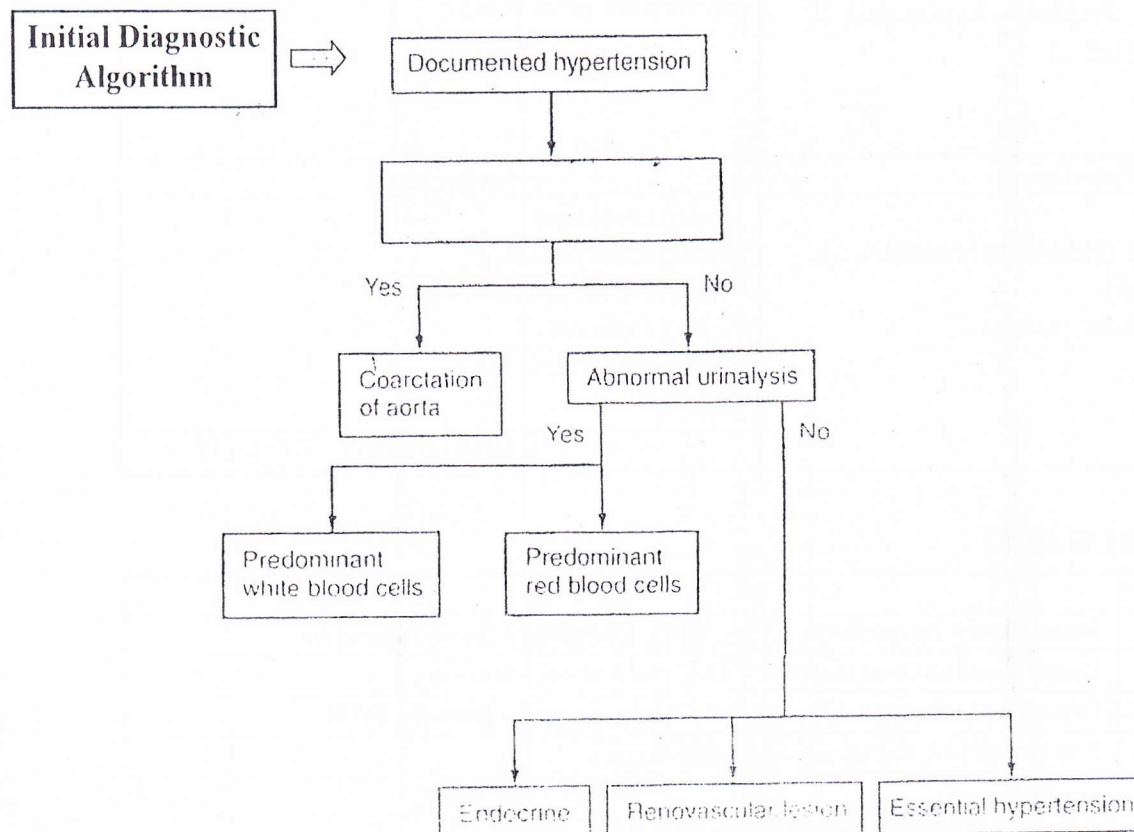 Initial Diagnostic
Algorithm
Documented hypertension
Yes
No
Coarctation
of aorta
Abnormal urinalysis
Yes
No
Predominant
white blood cells
Predominant
red blood cells
Endocrine
Renovascular lesion
Essential hypertension